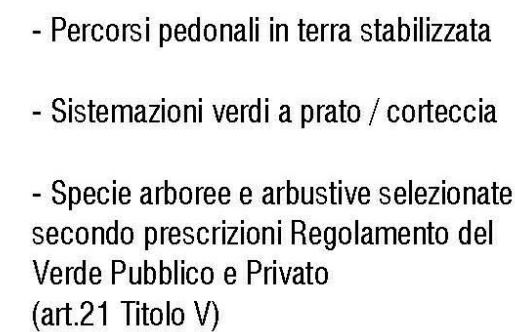 - Percorsi pedonali in terra stabilizzata
- Sistemazioni verdi a prato / corteccia
- Specie arboree e arbustive selezionate
secondo prescrizioni Regolamento del
Verde Pubblico e Privato
(art.21 Titolo V)